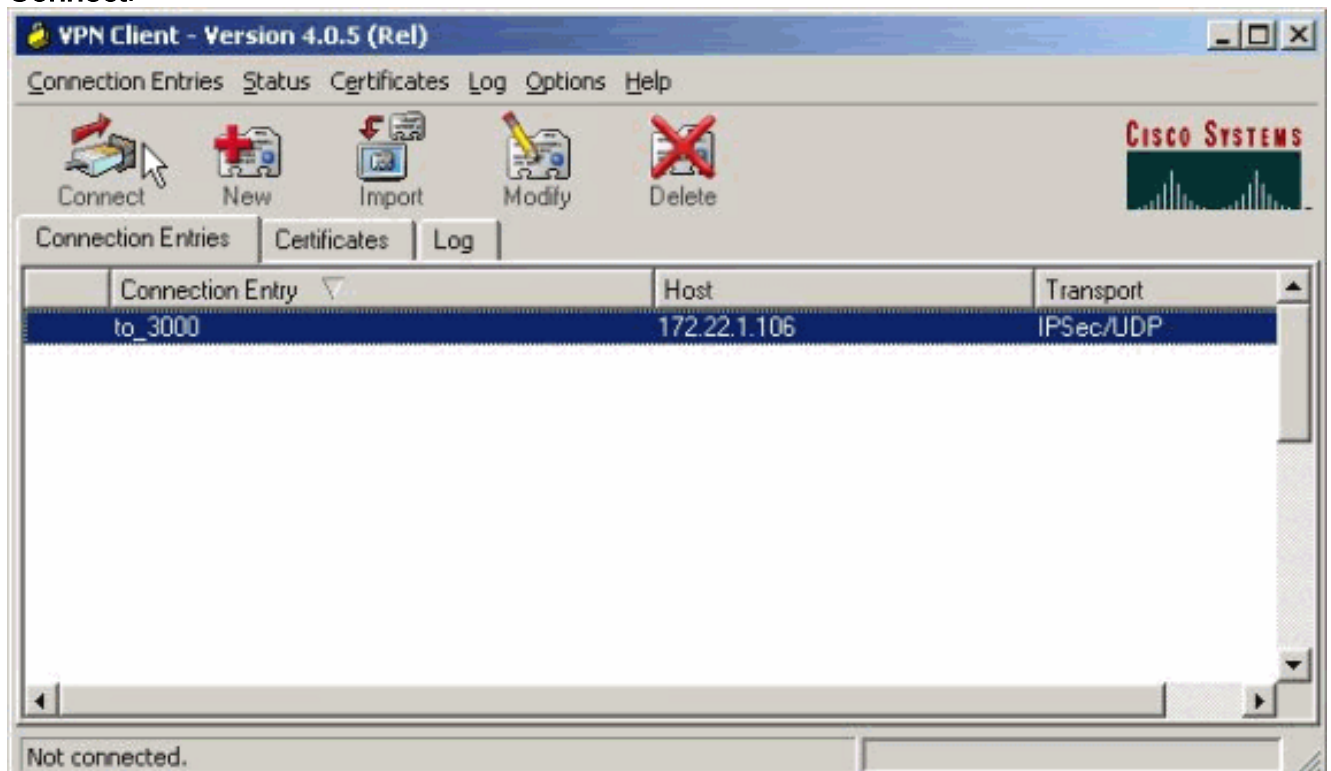 Connect.
VPN Client - Version 4.0.5 (Rel)
Connection Entries Status Certificates Log Options Help
Connect New Import Modify Delete
CISCO SYSTEMS
Connection Entries Certificates Log
Connection Entry Host Transport
to_3000 172.22.1.106 IPSec/UDP
Not connected.